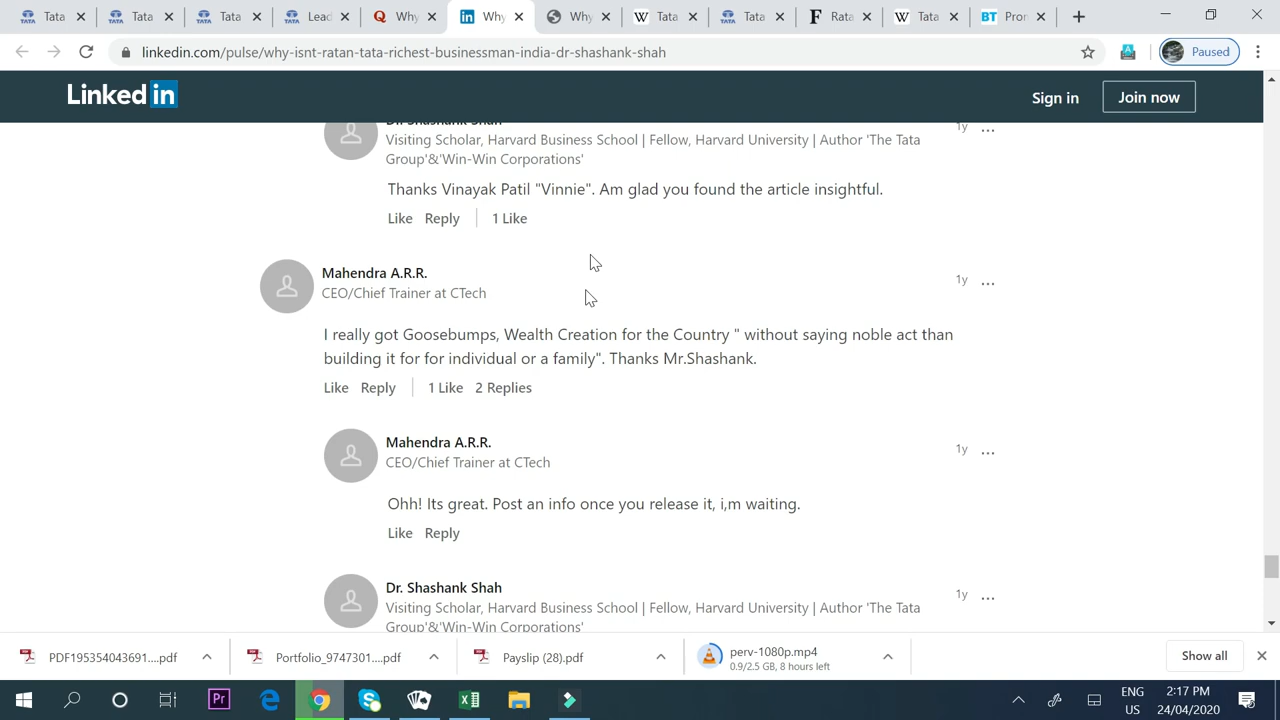 Tata
Tata
Tata
Lead
Why
Why
Why
Tata
Tata
Rata
Tata
Pron
linkedin.com/pulse/why-isnt-ratan-tata-richest-businessman-india-dr-shashank-shah
Paused
Linked in
Sign in
Join now
Dr. Shashank Shah
1y
Visiting Scholar, Harvard Business School | Fellow, Harvard University | Author 'The Tata
Group'&'Win-Win Corporations'
Thanks Vinayak Patil "Vinnie". Am glad you found the article insightful.
Like Reply 1 Like
Mahendra A.R.R.
1y
CEO/Chief Trainer at CTech
I really got Goosebumps, Wealth Creation for the Country " without saying noble act than
building it for for individual or a family". Thanks Mr.Shashank.
Like Reply 1 Like 2 Replies
Mahendra A.R.R.
1y
CEO/Chief Trainer at CTech
Ohh! Its great. Post an info once you release it, i,m waiting.
Like Reply
Dr. Shashank Shah
1y
Visiting Scholar, Harvard Business School | Fellow, Harvard University | Author 'The Tata
Group'&'Win-Win Corporations'
PDF195354043691....pdf
Portfolio_9747301....pdf
Payslip (28).pdf
perv-1080p.mp4
0.9/2.5 GB, 8 hours left
Show all
Pr
ENG
US
2:17 PM
24/04/2020